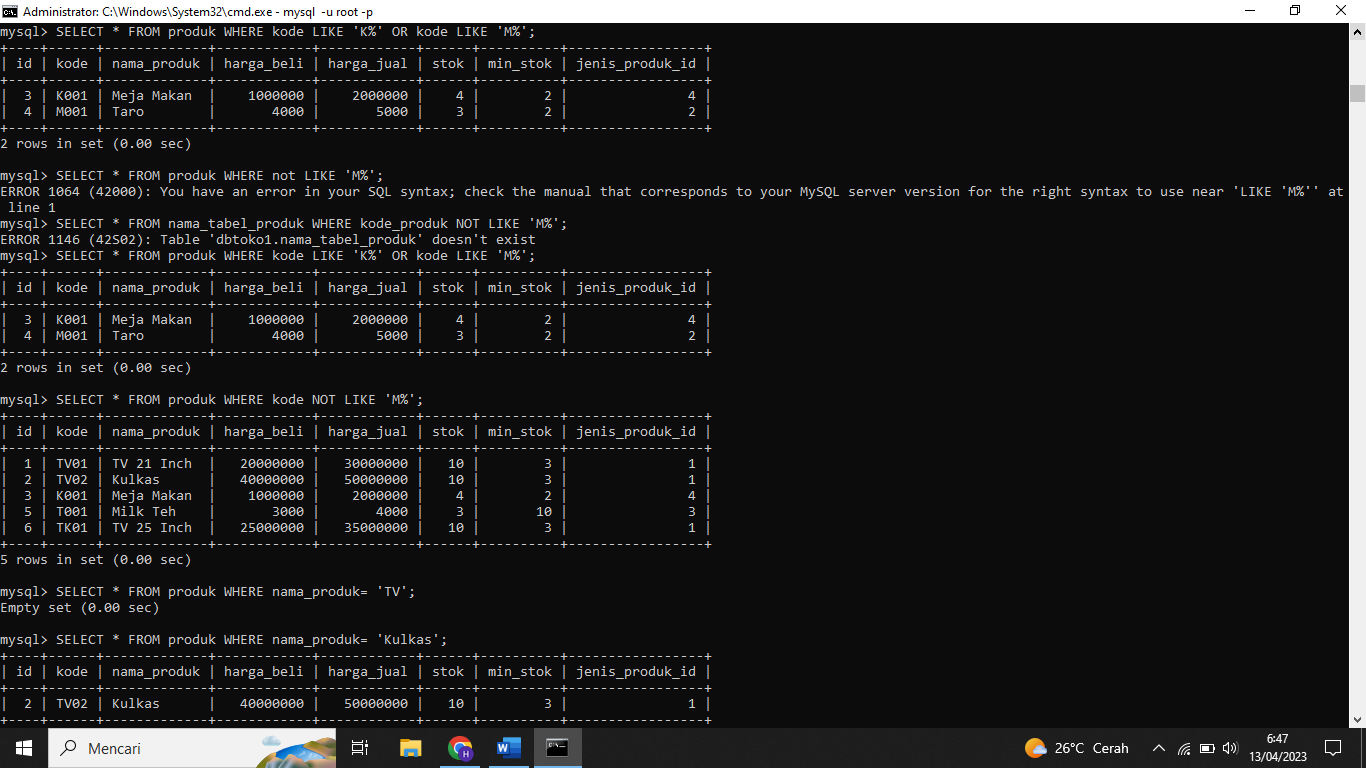 Administrator: C:\Windows\System32\cmd.exe - mysql  -u root -p
mysql> SELECT * FROM produk WHERE kode LIKE 'K%' OR kode LIKE 'M%';
+----+------+-------------+------------+------------+------+----------+-----------------+
| id | kode | nama_produk | harga_beli | harga_jual | stok | min_stok | jenis_produk_id |
+----+------+-------------+------------+------------+------+----------+-----------------+
|  3 | K001 | Meja Makan  |    1000000 |    2000000 |    4 |        2 |               4 |
|  4 | M001 | Taro        |       4000 |       5000 |    3 |        2 |               2 |
+----+------+-------------+------------+------------+------+----------+-----------------+
2 rows in set (0.00 sec)
mysql> SELECT * FROM produk WHERE not LIKE 'M%';
ERROR 1064 (42000): You have an error in your SQL syntax; check the manual that corresponds to your MySQL server version for the right syntax to use near 'LIKE 'M%'' at
 line 1
mysql> SELECT * FROM nama_tabel_produk WHERE kode_produk NOT LIKE 'M%';
ERROR 1146 (42S02): Table 'dbtoko1.nama_tabel_produk' doesn't exist
mysql> SELECT * FROM produk WHERE kode LIKE 'K%' OR kode LIKE 'M%';
+----+------+-------------+------------+------------+------+----------+-----------------+
| id | kode | nama_produk | harga_beli | harga_jual | stok | min_stok | jenis_produk_id |
+----+------+-------------+------------+------------+------+----------+-----------------+
|  3 | K001 | Meja Makan  |    1000000 |    2000000 |    4 |        2 |               4 |
|  4 | M001 | Taro        |       4000 |       5000 |    3 |        2 |               2 |
+----+------+-------------+------------+------------+------+----------+-----------------+
2 rows in set (0.00 sec)
mysql> SELECT * FROM produk WHERE kode NOT LIKE 'M%';
+----+------+-------------+------------+------------+------+----------+-----------------+
| id | kode | nama_produk | harga_beli | harga_jual | stok | min_stok | jenis_produk_id |
+----+------+-------------+------------+------------+------+----------+-----------------+
|  1 | TV01 | TV 21 Inch  |   20000000 |   30000000 |   10 |        3 |               1 |
|  2 | TV02 | Kulkas      |   40000000 |   50000000 |   10 |        3 |               1 |
|  3 | K001 | Meja Makan  |    1000000 |    2000000 |    4 |        2 |               4 |
|  5 | T001 | Milk Teh    |       3000 |       4000 |    3 |       10 |               3 |
|  6 | TK01 | TV 25 Inch  |   25000000 |   35000000 |   10 |        3 |               1 |
+----+------+-------------+------------+------------+------+----------+-----------------+
5 rows in set (0.00 sec)
mysql> SELECT * FROM produk WHERE nama_produk= 'TV';
Empty set (0.00 sec)
mysql> SELECT * FROM produk WHERE nama_produk= 'Kulkas';
+----+------+-------------+------------+------------+------+----------+-----------------+
| id | kode | nama_produk | harga_beli | harga_jual | stok | min_stok | jenis_produk_id |
+----+------+-------------+------------+------------+------+----------+-----------------+
|  2 | TV02 | Kulkas      |   40000000 |   50000000 |   10 |        3 |               1 |
+----+------+-------------+------------+------------+------+----------+-----------------+
Mencari
26°C  Cerah
6:47
13/04/2023